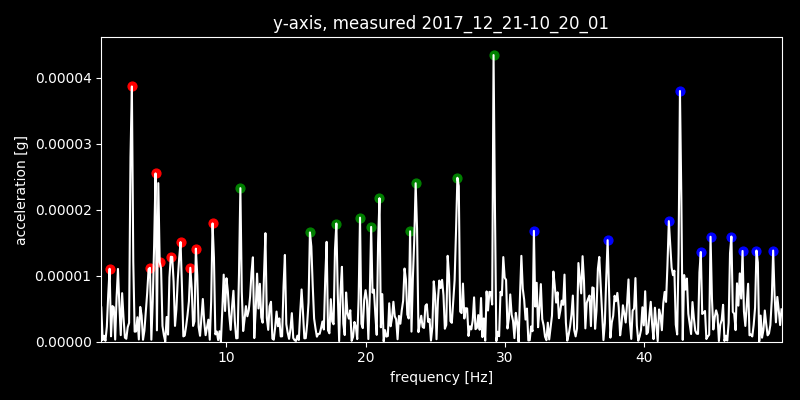 y-axis, measured 2017_12_21-10_20_01
acceleration [g]
0.00004
0.00003
0.00002
0.00001
0.00000
10 20 30 40
frequency [Hz]